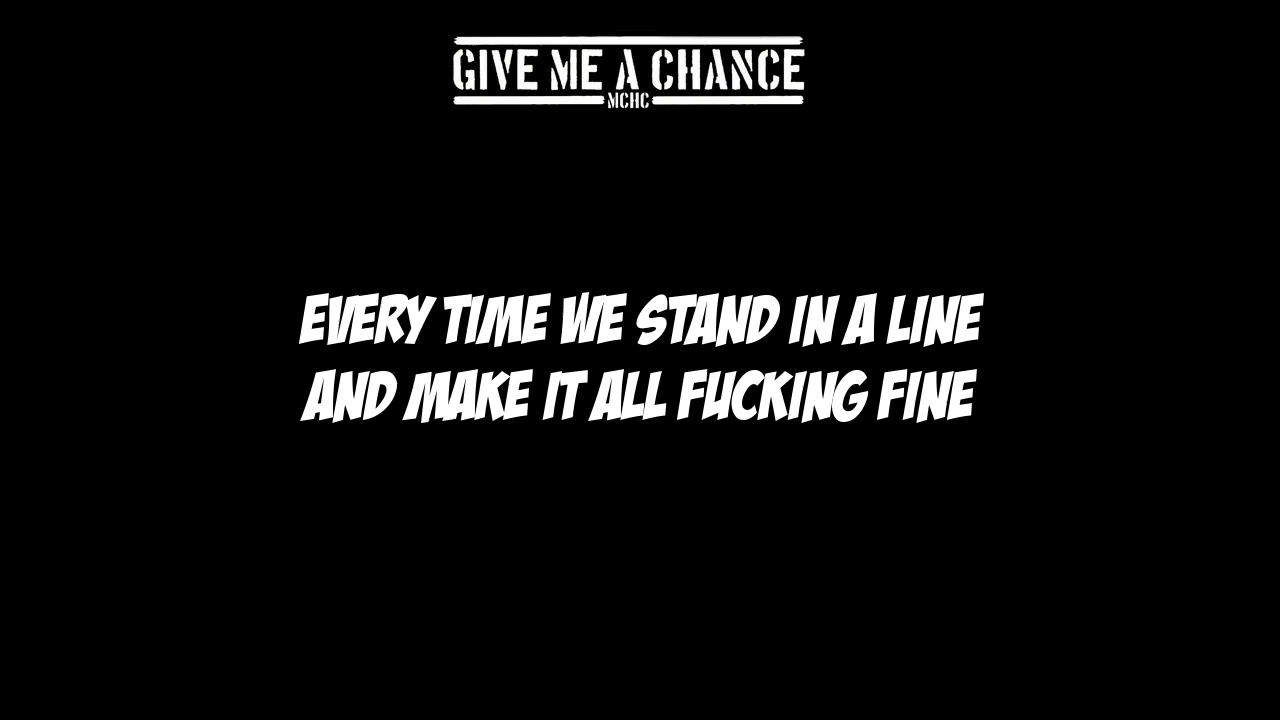 GIVE ME A CHANCE
MCHC
EVERY TIME WE STAND IN A LINE
AND MAKE IT ALL FUCKING FINE